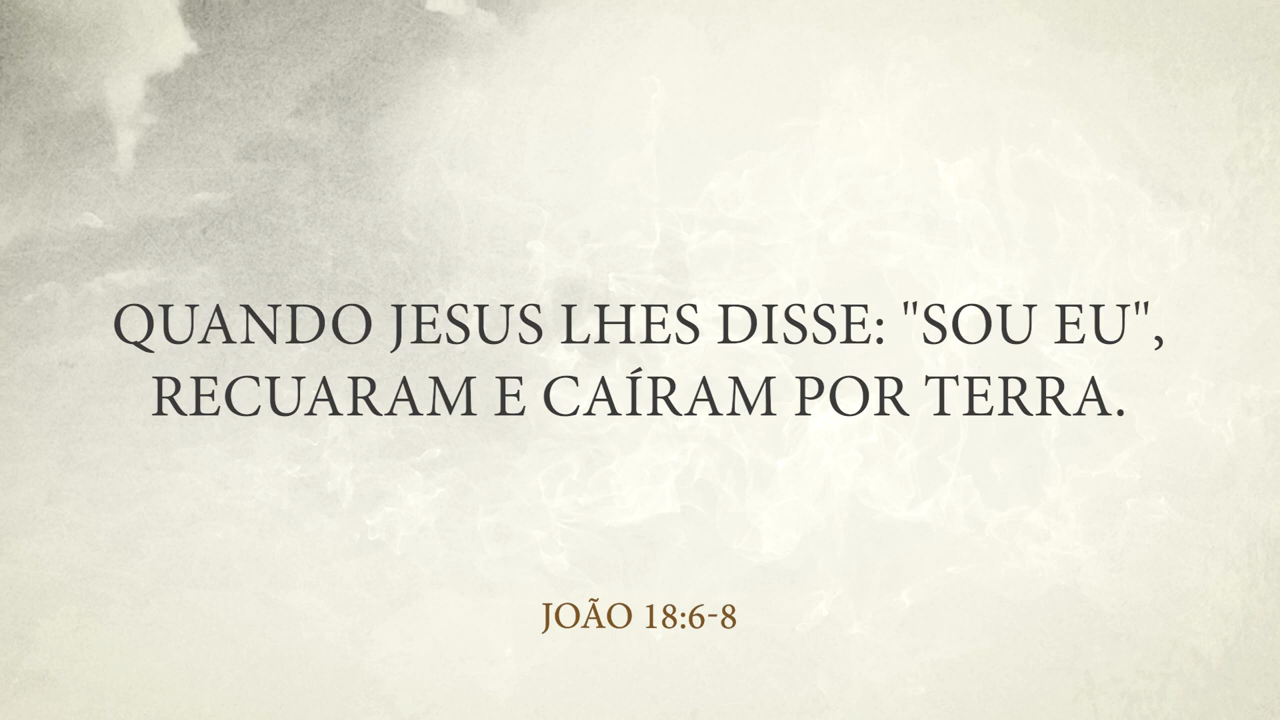 QUANDO JESUS LHES DISSE: "SOU EU",
RECUARAM E CAÍRAM POR TERRA.
JOÃO 18:6-8